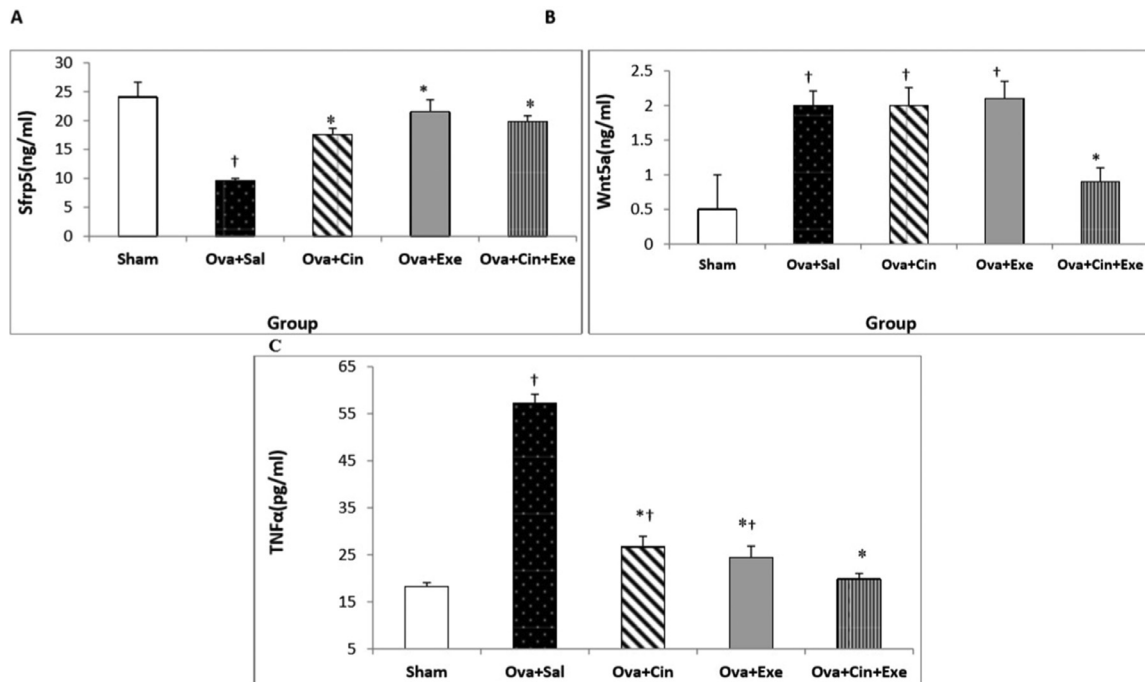 A
B
30
25
20
15
10
5
0
Sfrp5(ng/ml)
†
*
*
*
Sham Ova+Sal Ova+Cin Ova+Exe Ova+Cin+Exe
Group
2.5
2
1.5
1
0.5
0
Wnt5a(ng/ml)
†
†
†
*
Sham Ova+Sal Ova+Cin Ova+Exe Ova+Cin+Exe
Group
C
65
55
45
35
25
15
5
TNFα(pg/ml)
†
*†
*†
*
Sham Ova+Sal Ova+Cin Ova+Exe Ova+Cin+Exe